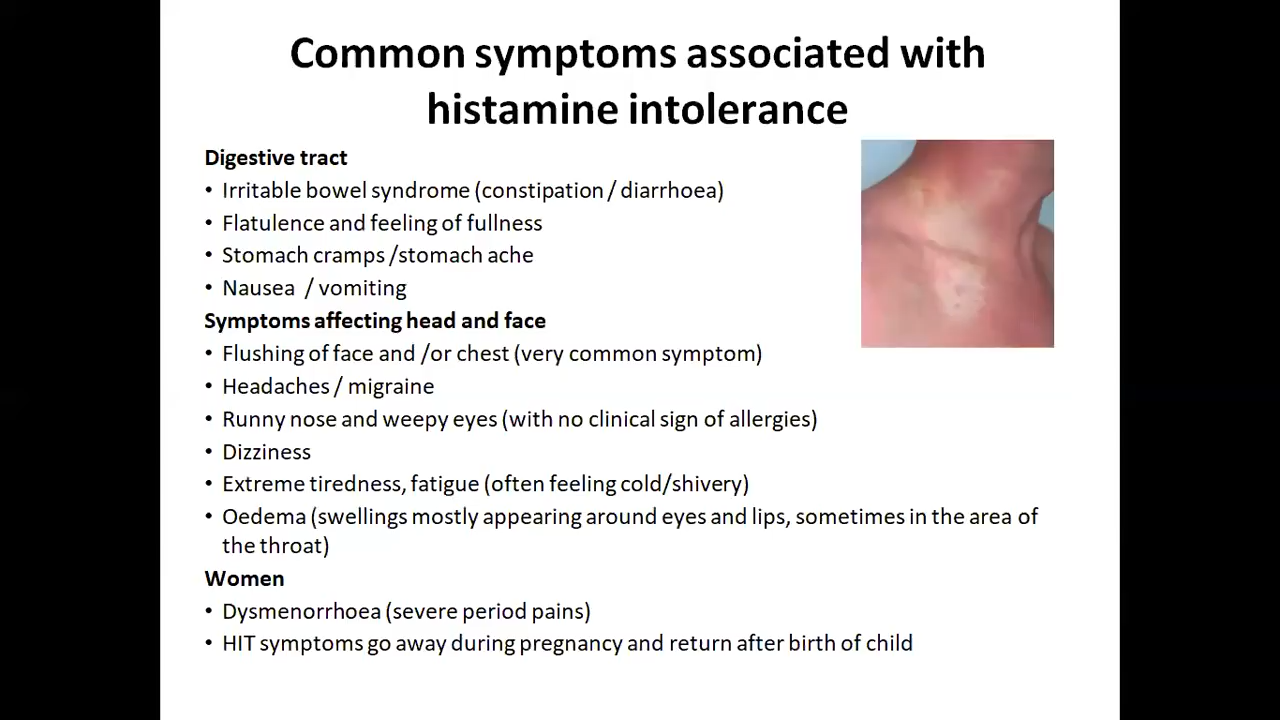 Common symptoms associated with
histamine intolerance
Digestive tract
• Irritable bowel syndrome (constipation / diarrhoea)
• Flatulence and feeling of fullness
• Stomach cramps /stomach ache
• Nausea  / vomiting
Symptoms affecting head and face
• Flushing of face and /or chest (very common symptom)
• Headaches / migraine
• Runny nose and weepy eyes (with no clinical sign of allergies)
• Dizziness
• Extreme tiredness, fatigue (often feeling cold/shivery)
• Oedema (swellings mostly appearing around eyes and lips, sometimes in the area of
the throat)
Women
• Dysmenorrhoea (severe period pains)
• HIT symptoms go away during pregnancy and return after birth of child